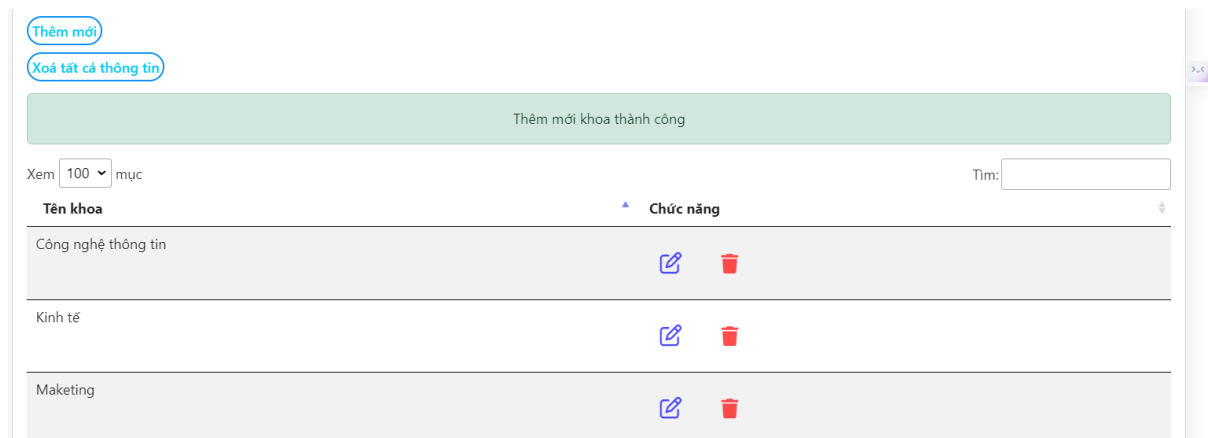 Thêm mới
Xoá tất cả thông tin
Thêm mới khoa thành công
Xem 100 mục Tìm:
Tên khoa Chức năng
Công nghệ thông tin
Kinh tế
Maketing